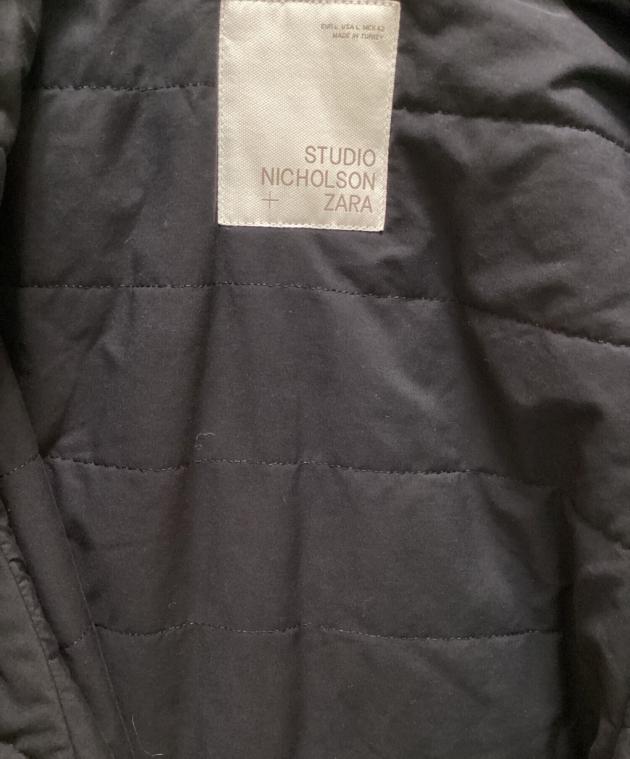 EUR L USA L MEX 42
MADE IN TURKEY
STUDIO
NICHOLSON
+ ZARA